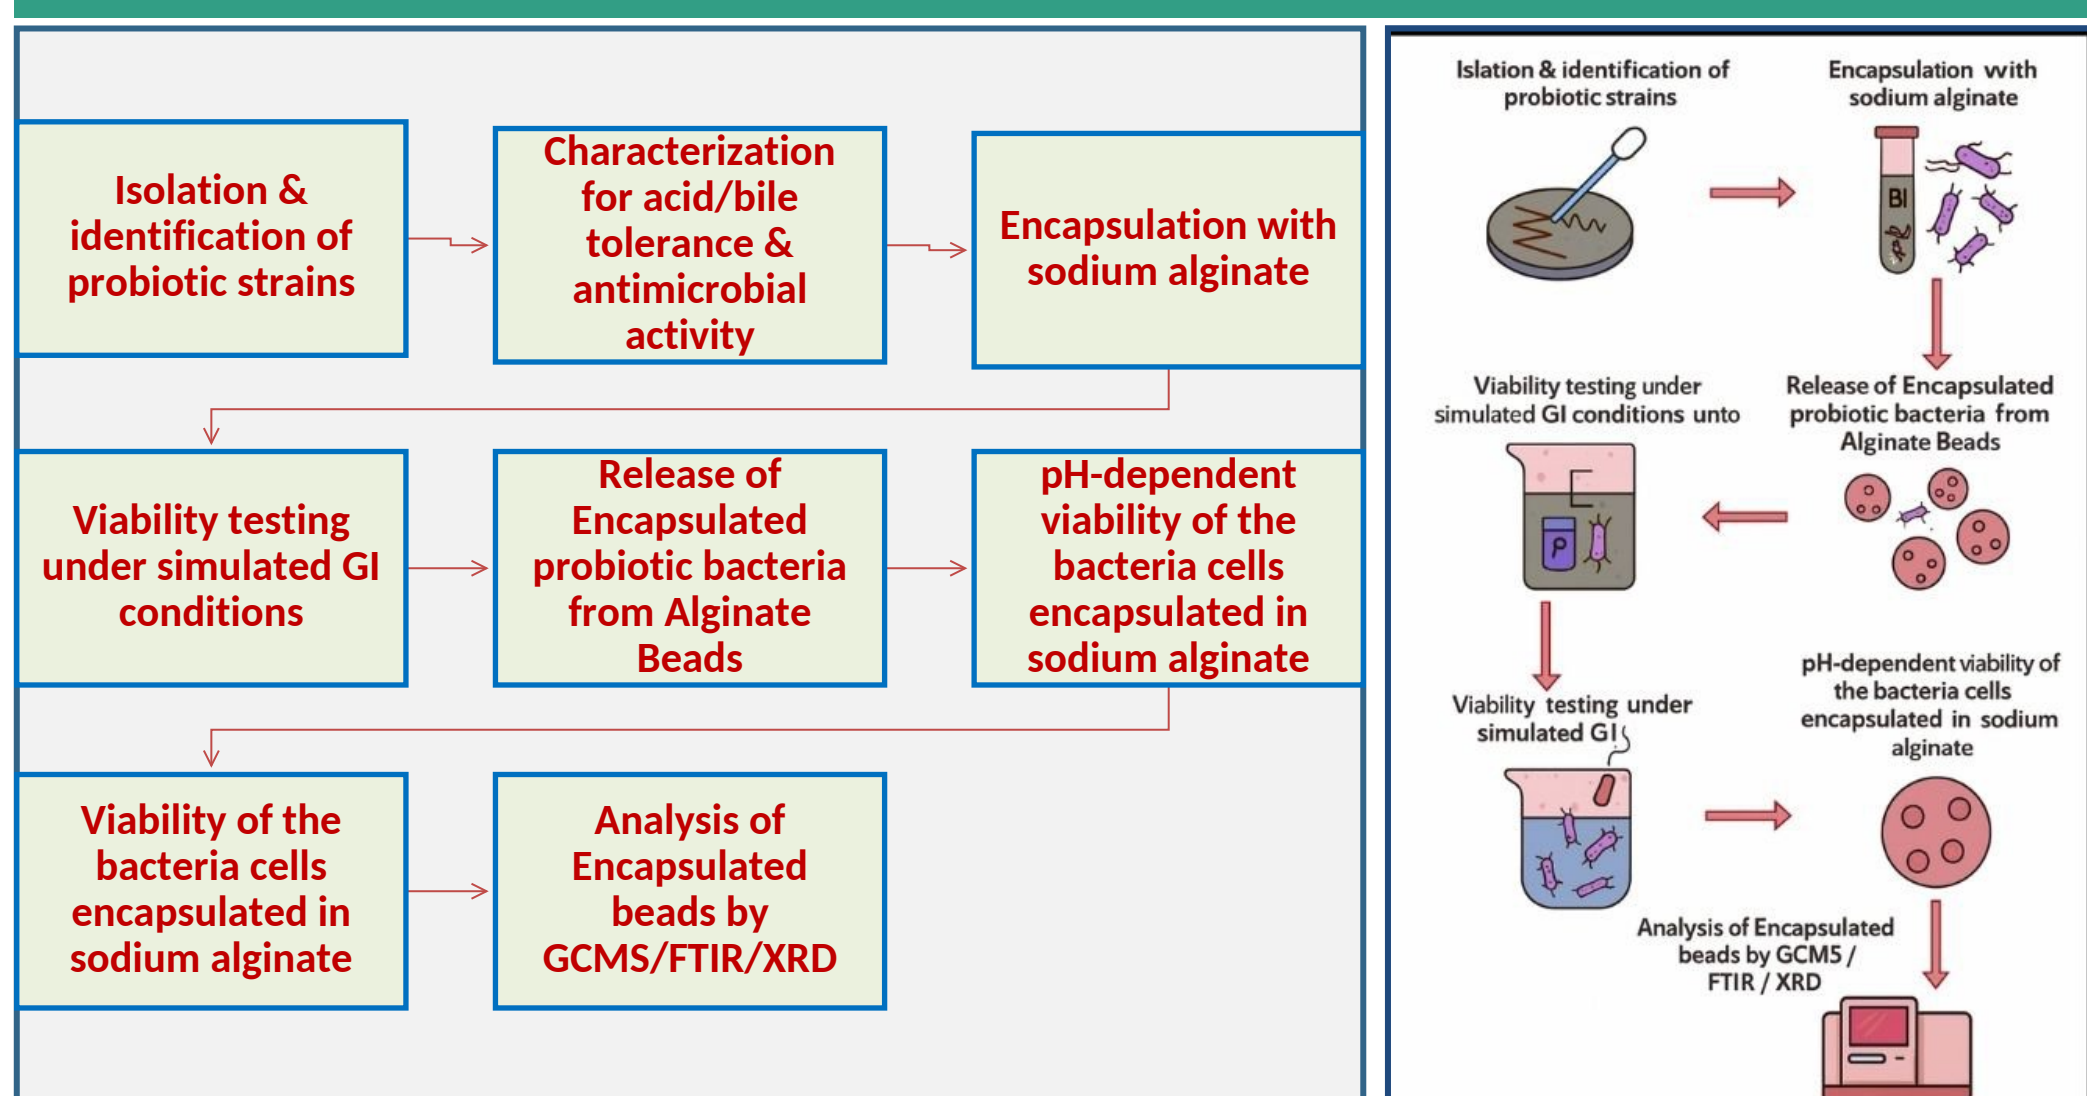 Isolation &
identification of
probiotic strains
Characterization
for acid/bile
tolerance &
antimicrobial
activity
Encapsulation with
sodium alginate
Viability testing
under simulated GI
conditions
Release of
Encapsulated
probiotic bacteria
from Alginate
Beads
pH-dependent
viability of the
bacteria cells
encapsulated in
sodium alginate
Viability of the
bacteria cells
encapsulated in
sodium alginate
Analysis of
Encapsulated
beads by
GCMS/FTIR/XRD
Islation & identification of
probiotic strains
Encapsulation with
sodium alginate
BI
Release of Encapsulated
probiotic bacteria from
Alginate Beads
Viability testing under
simulated GI conditions unto
P
Viability testing under
simulated GI
pH-dependent viability of
the bacteria cells
encapsulated in sodium
alginate
Analysis of Encapsulated
beads by GCM5 /
FTIR / XRD